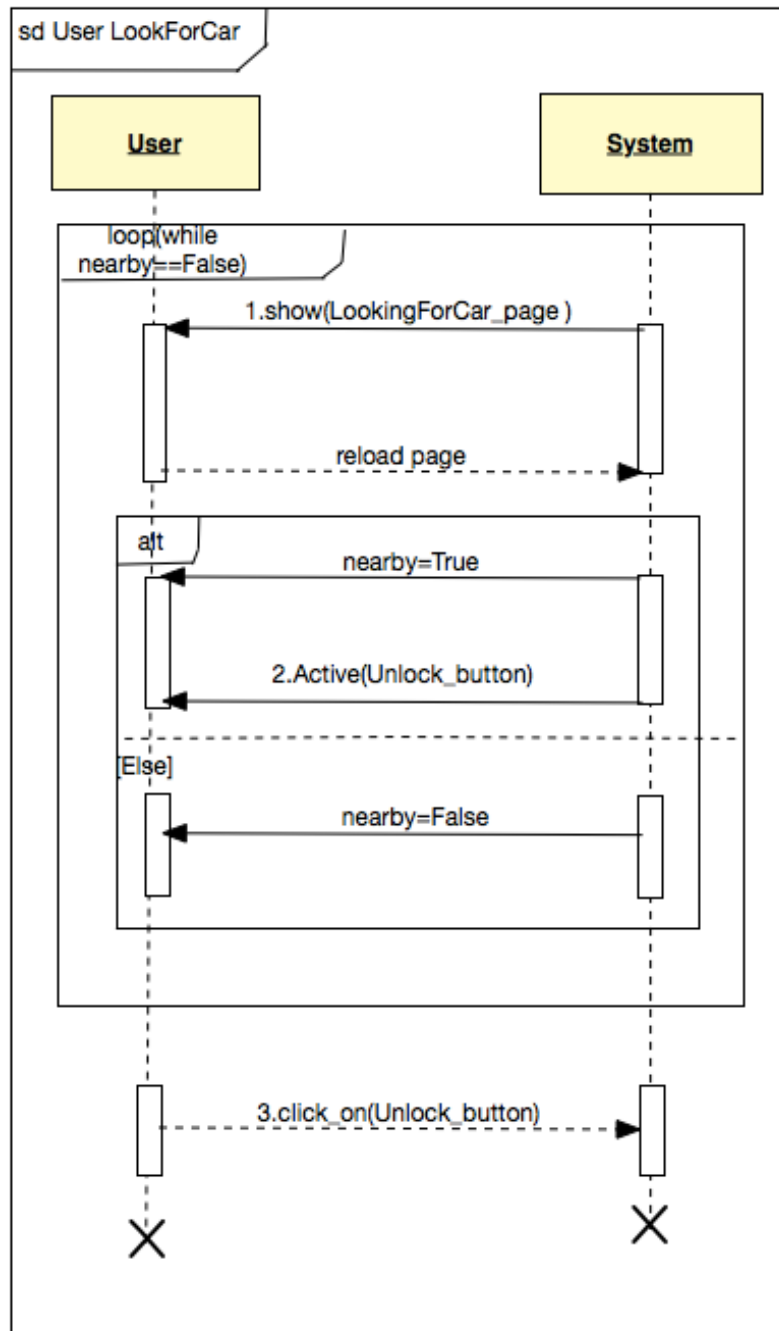 sd User LookForCar
User
System
loop(while
nearby==False)
1.show(LookingForCar_page )
reload page
alt
nearby=True
2.Active(Unlock_button)
[Else]
nearby=False
3.click_on(Unlock_button)